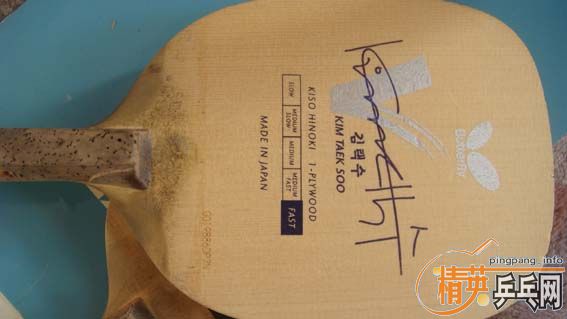 Butterfly
KIM TAEK SOO
김택수
KISO HINOKI 1-PLYWOOD
SLOW
MEDIUM SLOW
MEDIUM
MEDIUM FAST
FAST
MADE IN JAPAN
pingpang.info
精英乒乓网